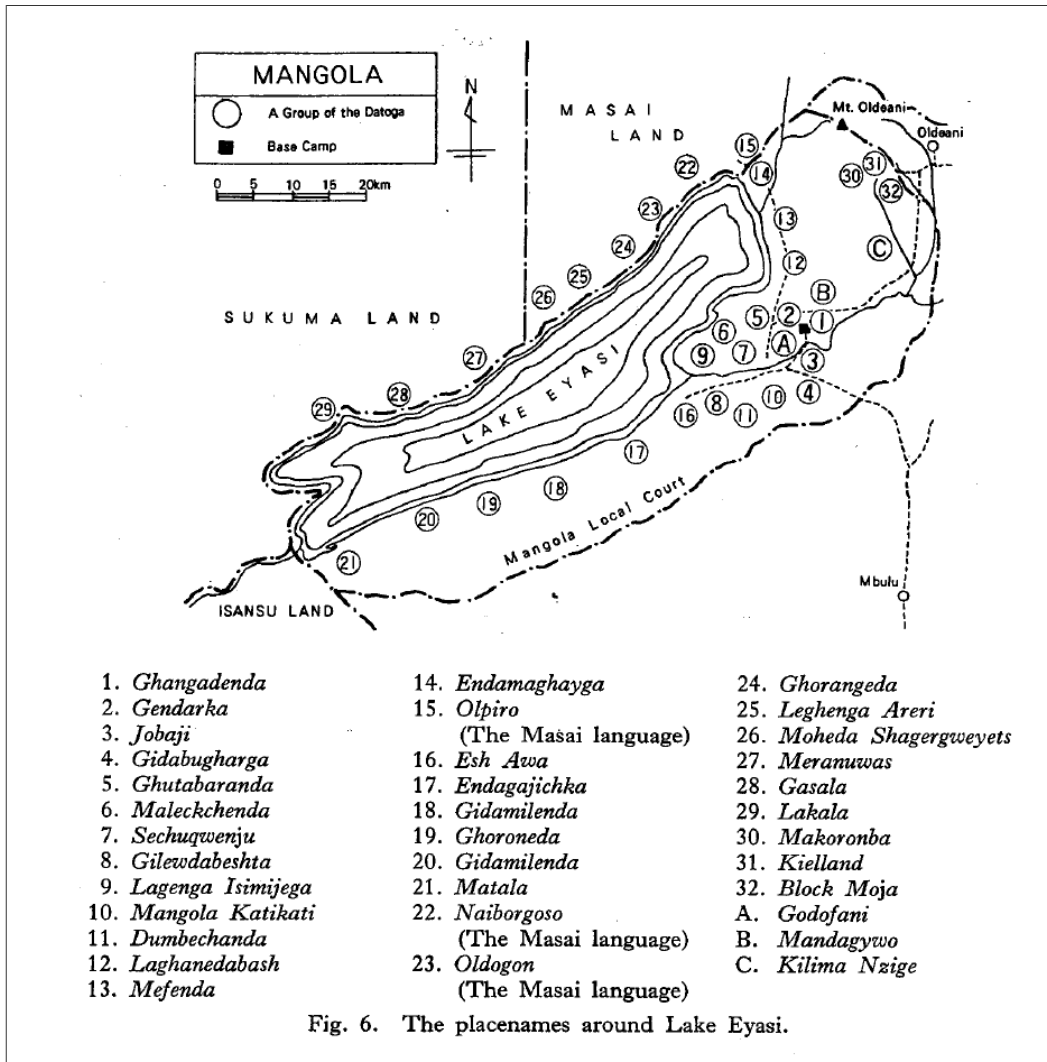 MANGOLA
A Group of the Datoga
Base Camp
0 5 10 15 20km
N
MASAI
LAND
Mt. Oldeani
Oldeani
15
22
14
31
30
32
23
13
24
C
25
12
26
B
SUKUMA LAND
5
2
1
6
27
A
9
7
3
LAKE EYASI
28
4
29
10
16
8
11
17
18
19
20
Mangola Local Court
21
Mbulu
ISANSU LAND
1. Ghangadenda
2. Gendarka
3. Jobaji
4. Gidabugharga
5. Ghutabaranda
6. Maleckchenda
7. Sechuqwenju
8. Gilewdabeshta
9. Lagenga Isimijega
10. Mangola Katikati
11. Dumbechanda
12. Laghanedabash
13. Mefenda
14. Endamaghayga
15. Olpiro
(The Masai language)
16. Esh Awa
17. Endagajichka
18. Gidamilenda
19. Ghoroneda
20. Gidamilenda
21. Matala
22. Naiborgoso
(The Masai language)
23. Oldogon
(The Masai language)
24. Ghorangeda
25. Leghenga Areri
26. Moheda Shagergweyets
27. Meranuwas
28. Gasala
29. Lakala
30. Makoronba
31. Kielland
32. Block Moja
A. Godofani
B. Mandagywo
C. Kilima Nzige
Fig. 6. The placenames around Lake Eyasi.